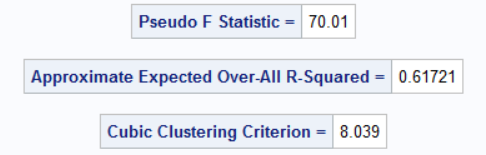 Pseudo F Statistic = 70.01
Approximate Expected Over-All R-Squared = 0.61721
Cubic Clustering Criterion = 8.039